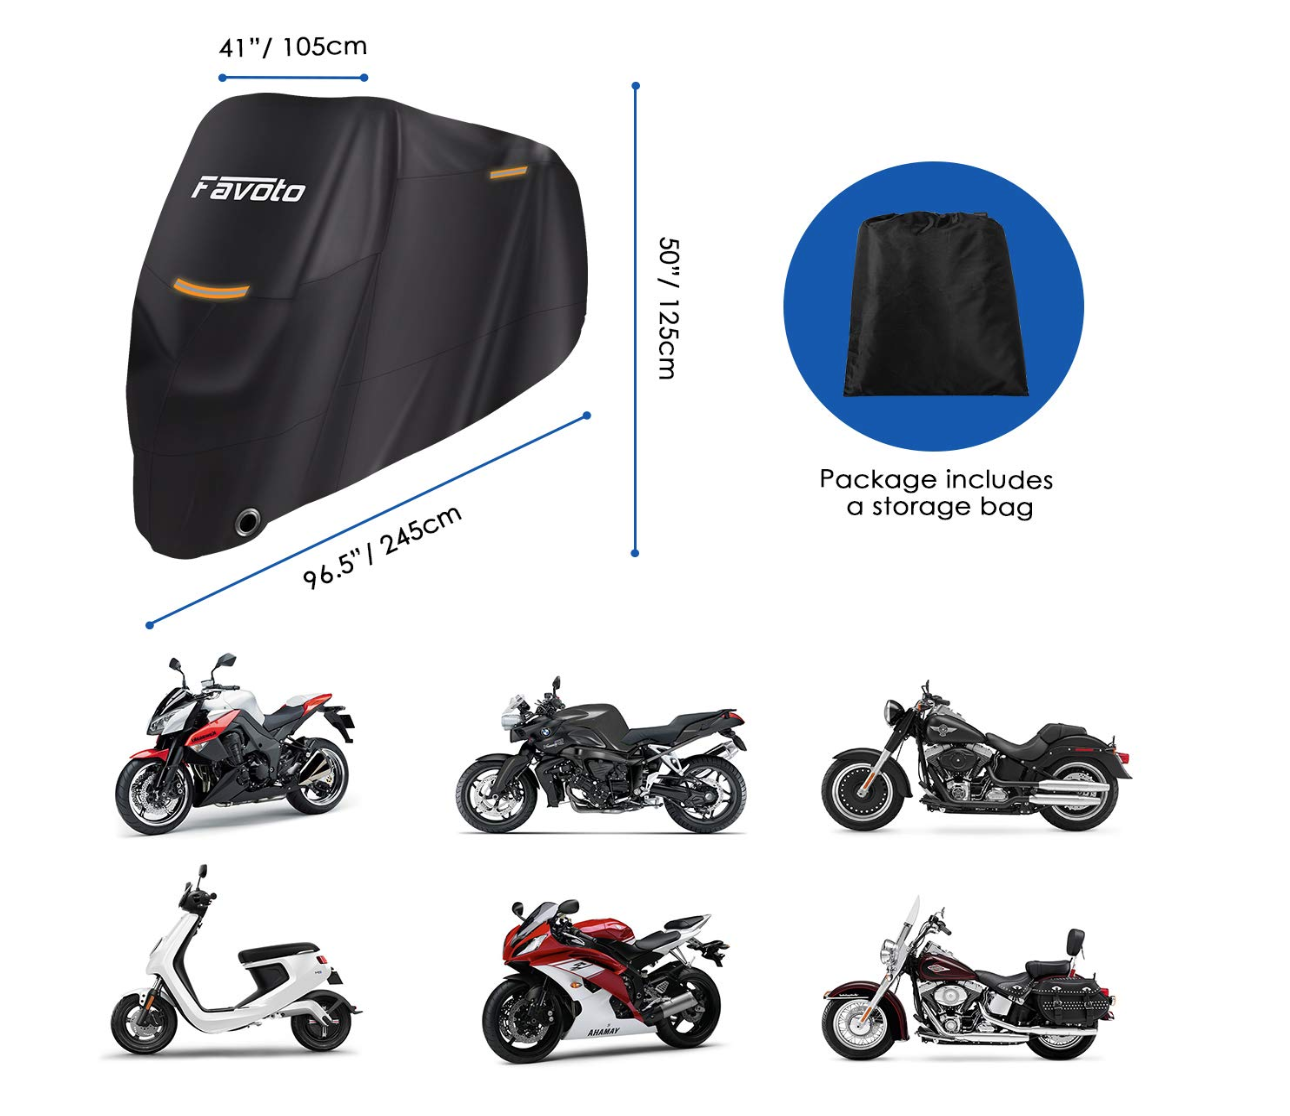 41”/ 105cm
Favoto
50”/ 125cm
96.5”/ 245cm
Package includes
a storage bag
AHAMAY